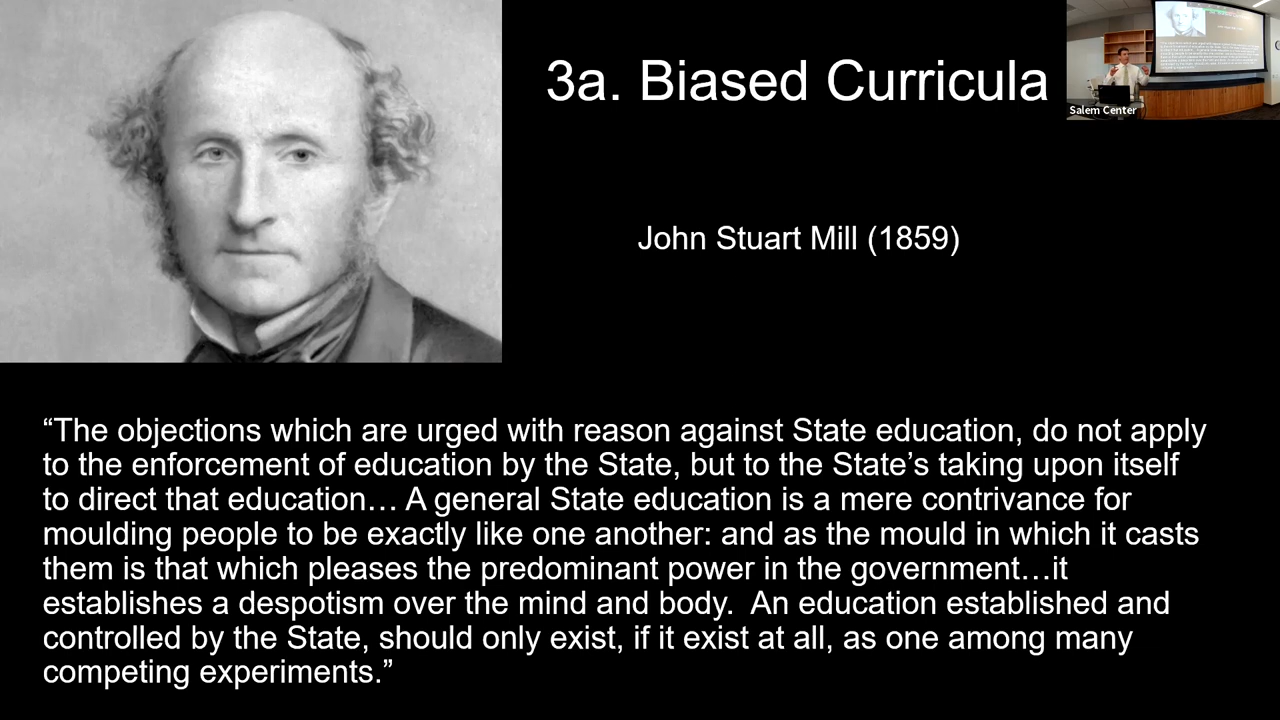 3a. Biased Curricula
Salem Center
John Stuart Mill (1859)
“The objections which are urged with reason against State education, do not apply
to the enforcement of education by the State, but to the State’s taking upon itself
to direct that education… A general State education is a mere contrivance for
moulding people to be exactly like one another: and as the mould in which it casts
them is that which pleases the predominant power in the government…it
establishes a despotism over the mind and body.  An education established and
controlled by the State, should only exist, if it exist at all, as one among many
competing experiments.”